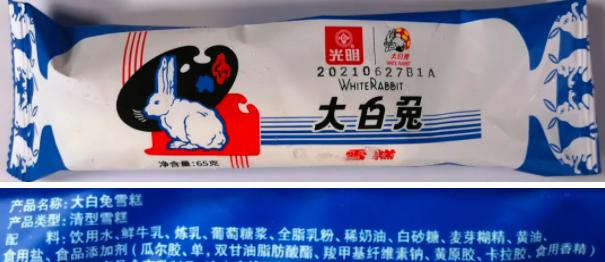 光明
大白兔
WHITE RABBIT
20210627B1A
WHITERABBIT
大白兔
净含量:65克
产品名称:大白兔雪糕
产品类型:清型雪糕
配 料:饮用水、鲜牛乳、炼乳、葡萄糖浆、全脂乳粉、稀奶油、白砂糖、麦芽糊精、黄油、
食用盐、食品添加剂(瓜尔胶、单,双甘油脂肪酸酯、羧甲基纤维素钠、黄原胶、卡拉胶、食用香精)